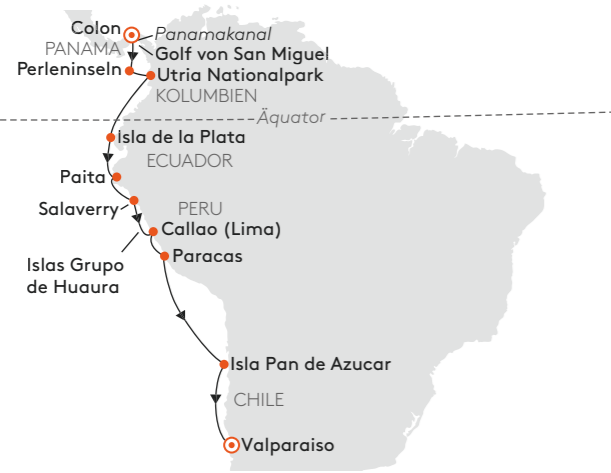 Colon
Panamakanal
PANAMA
Golf von San Miguel
Perleninseln
Utria Nationalpark
KOLUMBIEN
Äquator
Isla de la Plata
ECUADOR
Paita
Salaverry
PERU
Callao (Lima)
Islas Grupo
de Huaura
Paracas
Isla Pan de Azucar
CHILE
Valparaiso